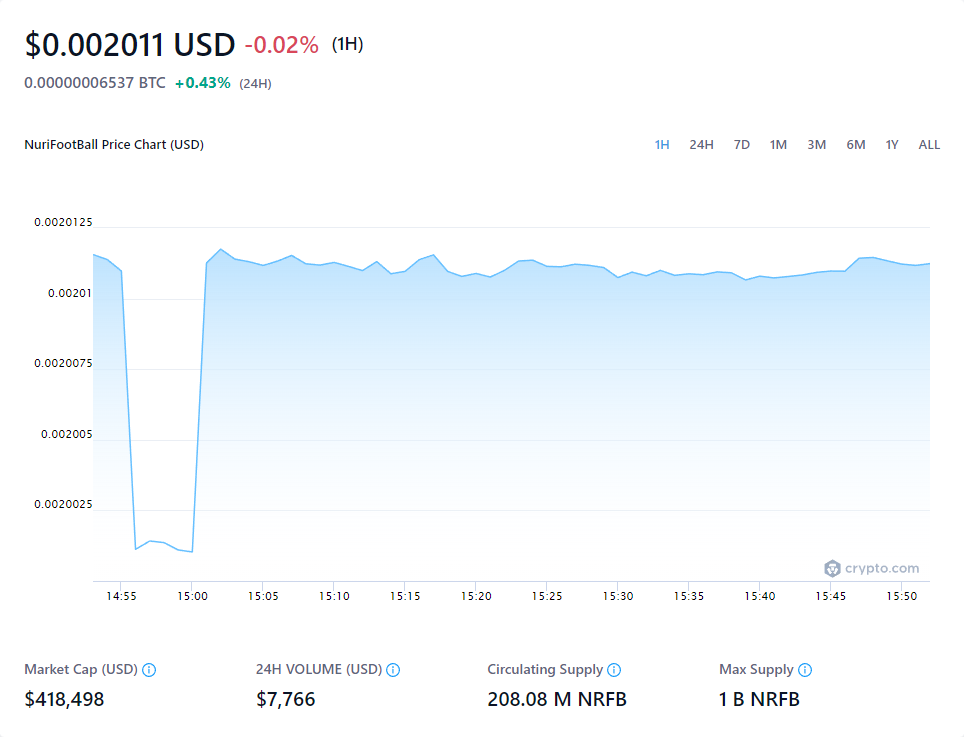 $0.002011 USD -0.02% (1H)
0.00000006537 BTC +0.43% (24H)
NuriFootBall Price Chart (USD) 1H 24H 7D 1M 3M 6M 1Y ALL
0.0020125
0.00201
0.0020075
0.002005
0.0020025
crypto.com
14:55 15:00 15:05 15:10 15:15 15:20 15:25 15:30 15:35 15:40 15:45 15:50
Market Cap (USD) 24H VOLUME (USD) Circulating Supply Max Supply
$418,498 $7,766 208.08 M NRFB 1 B NRFB